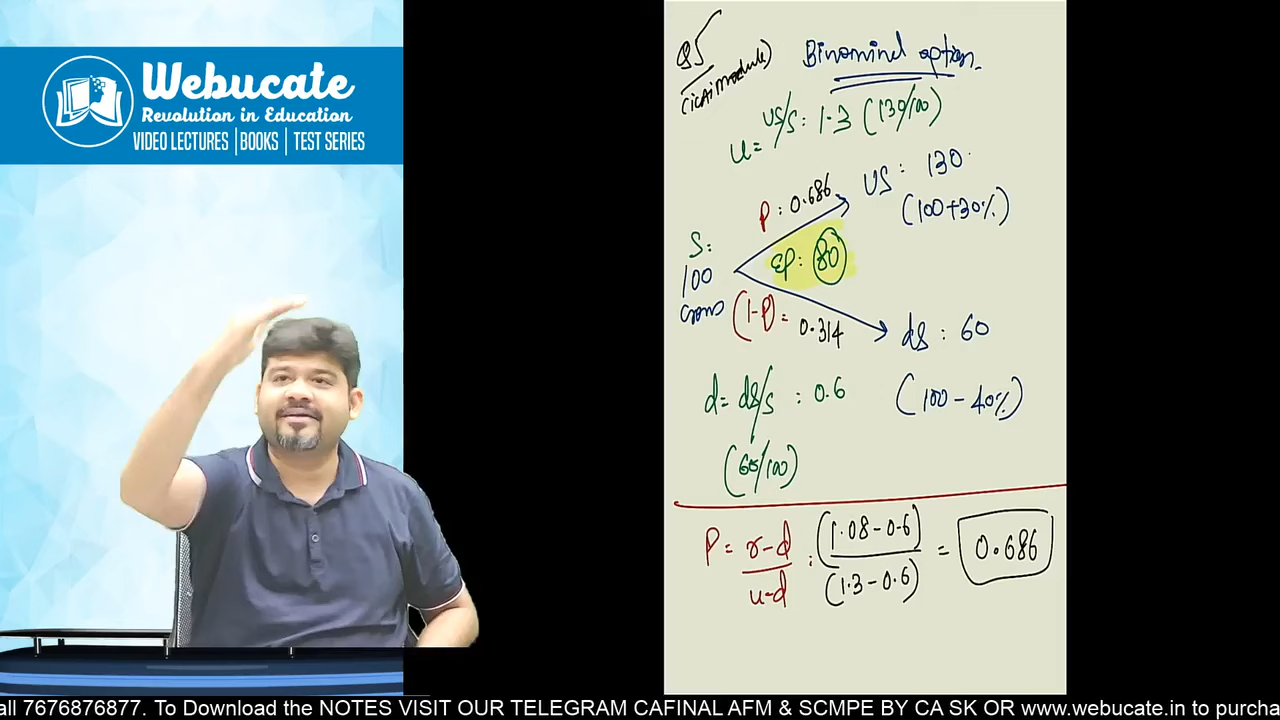 Webucate
Revolution in Education
VIDEO LECTURES | BOOKS | TEST SERIES
Q5
(ICAI Module)
Binominal option
u = US/S : 1.3 (130/100)
US : 130
(100+30%)
P : 0.686
S:
100
EP: 80
(1-P) =
0.314
dS : 60
(100-40%)
d = dS/S : 0.6
(60/100)
P = r-d / u-d : (1.08-0.6) / (1.3-0.6) = 0.686
all 7676876877. To Download the NOTES VISIT OUR TELEGRAM CAFINAL AFM & SCMPE BY CA SK OR www.webucate.in to purcha